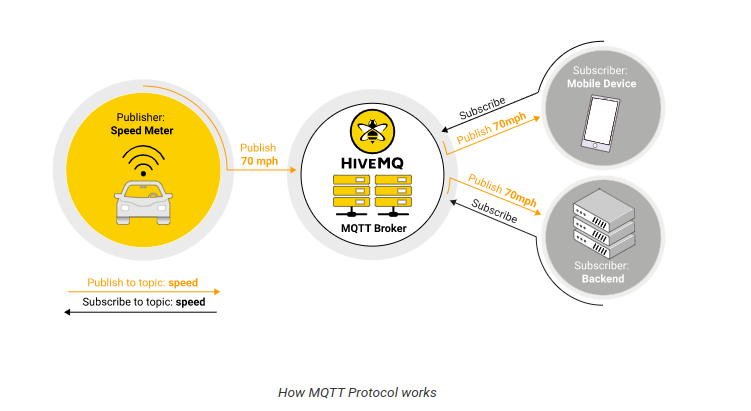 Publisher:
Speed Meter
Publish
70 mph
HIVEMQ
MQTT Broker
Subscribe
Publish 70mph
Subscriber:
Mobile Device
Publish 70mph
Subscribe
Subscriber:
Backend
Publish to topic: speed
Subscribe to topic: speed
How MQTT Protocol works